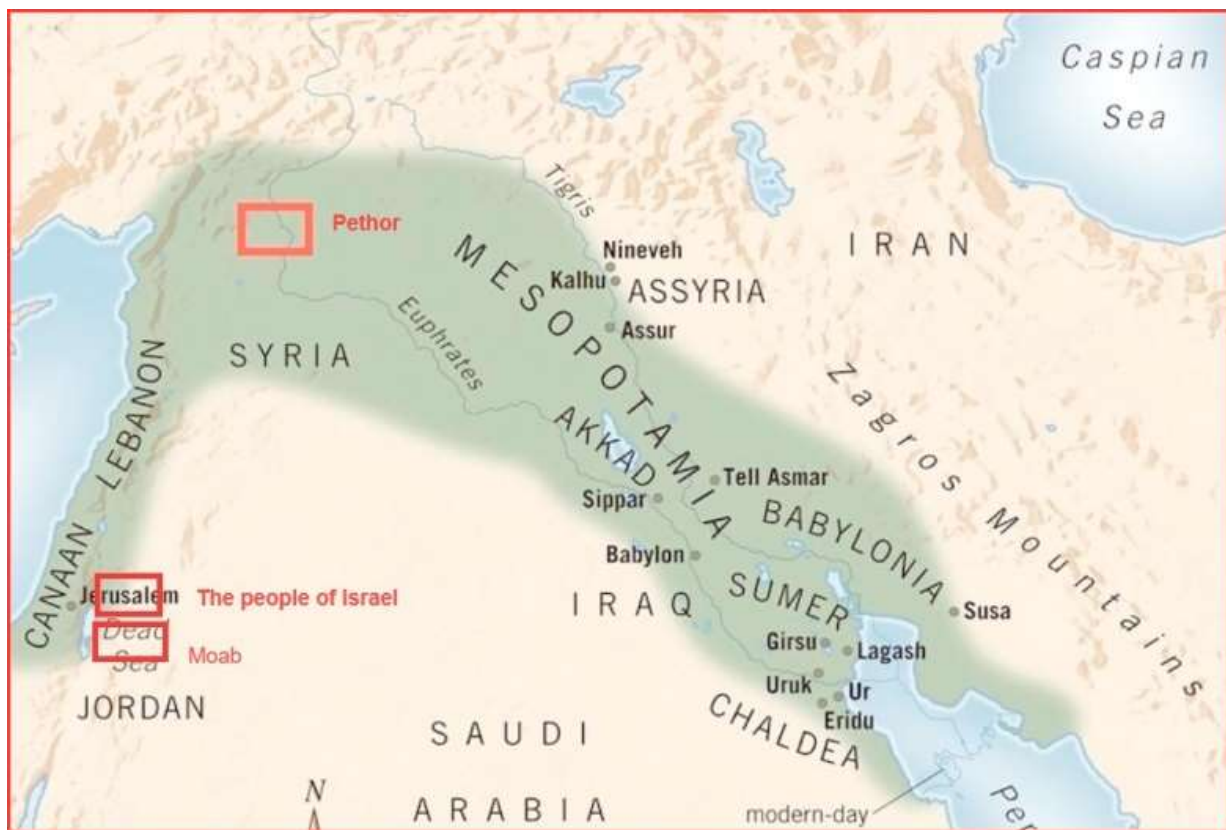 Caspian
Sea
Tigris
Pethor
IRAN
MESOPOTAMIA
Nineveh
Kalhu
ASSYRIA
Assur
Euphrates
SYRIA
LEBANON
Zagros Mountains
AKKAD
Tell Asmar
Sippar
BABYLONIA
Babylon
CANAAN
Jerusalem
The people of Israel
IRAQ
SUMER
Susa
Dead
Sea
Moab
Girsu
Lagash
Uruk
Ur
Eridu
JORDAN
CHALDEA
SAUDI
ARABIA
N
modern-day